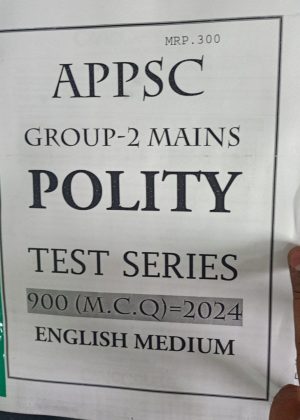 MRP.300
APPSC
GROUP-2 MAINS
POLITY
TEST SERIES
900 (M.C.Q)=2024
ENGLISH MEDIUM